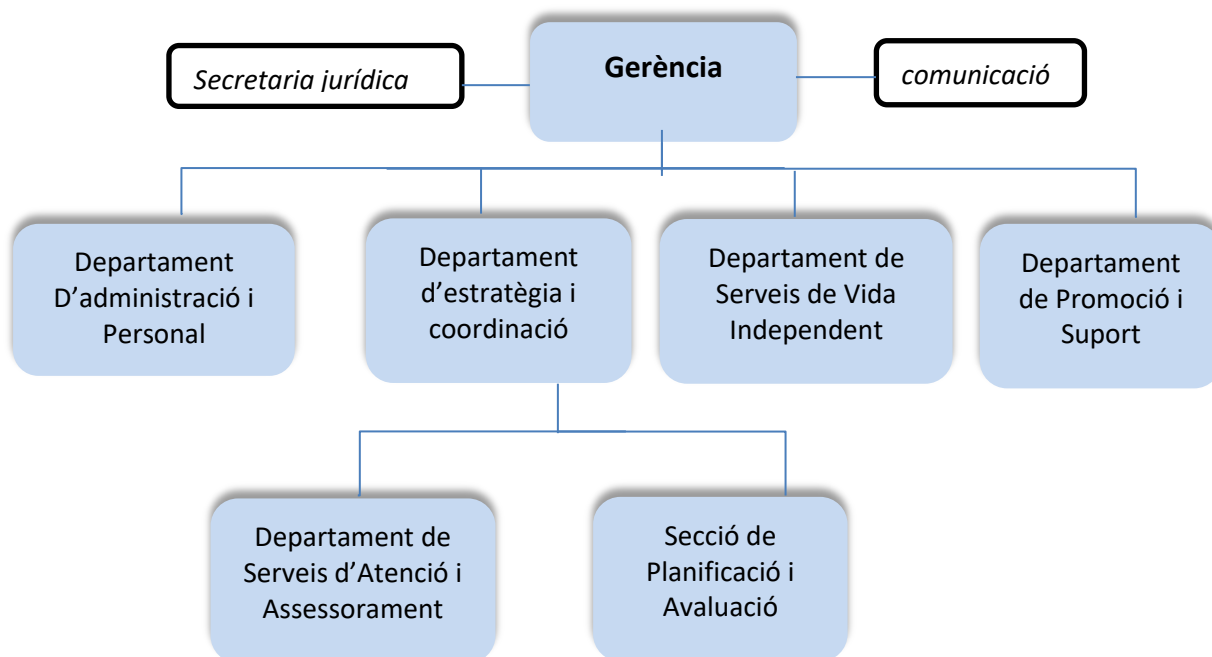 Gerència
Secretaria jurídica
comunicació
Departament
D’administració i
Personal
Departament
d’estratègia i
coordinació
Departament de
Serveis de Vida
Independent
Departament
de Promoció i
Suport
Departament de
Serveis d’Atenció i
Assessorament
Secció de
Planificació i
Avaluació